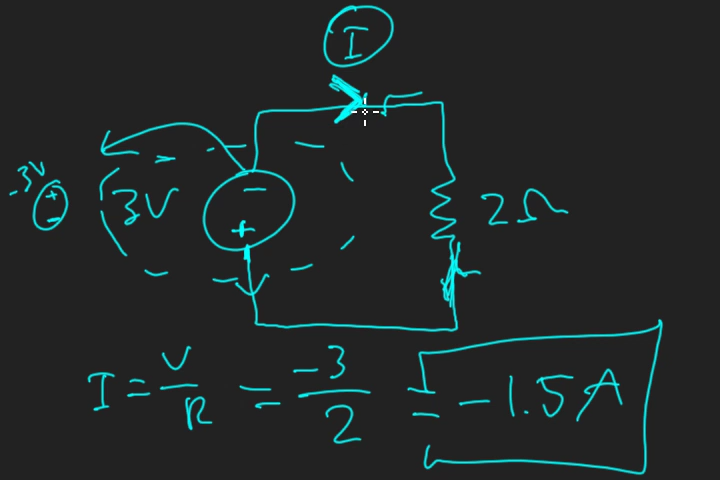 I
-3V
+
-
3V
-
+
2Ω
I = V/R = -3/2 = -1.5A